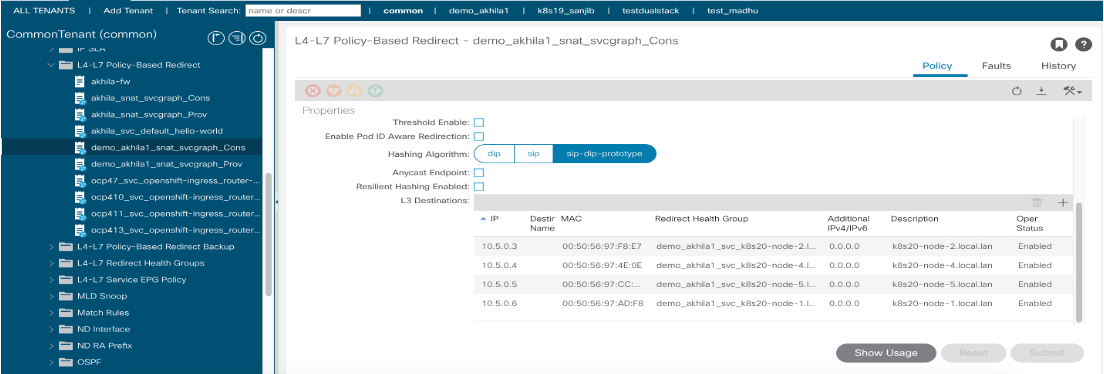 ALL TENANTS | Add Tenant | Tenant Search: name or descr | common | demo_akhila1 | k8s19_sanjib | testdualstack | test_madhu
CommonTenant (common)
IP SLA
L4-L7 Policy-Based Redirect
akhila-fw
akhila_snat_svcgraph_Cons
akhila_snat_svcgraph_Prov
akhila_svc_default_hello-world
demo_akhila1_snat_svcgraph_Cons
demo_akhila1_snat_svcgraph_Prov
ocp47_svc_openshift-ingress_router-...
ocp410_svc_openshift-ingress_router...
ocp411_svc_openshift-ingress_router...
ocp413_svc_openshift-ingress_router...
L4-L7 Policy-Based Redirect Backup
L4-L7 Redirect Health Groups
L4-L7 Service EPG Policy
MLD Snoop
Match Rules
ND Interface
ND RA Prefix
OSPF
L4-L7 Policy-Based Redirect - demo_akhila1_snat_svcgraph_Cons
?
Policy Faults History
Properties
Threshold Enable:
Enable Pod ID Aware Redirection:
Hashing Algorithm: dip sip sip-dip-prototype
Anycast Endpoint:
Resilient Hashing Enabled:
L3 Destinations:
IP Destir Name MAC Redirect Health Group Additional IPv4/IPv6 Description Oper Status
10.5.0.3 00:50:56:97:F8:E7 demo_akhila1_svc_k8s20-node-2.l... 0.0.0.0 k8s20-node-2.local.lan Enabled
10.5.0.4 00:50:56:97:4E:0E demo_akhila1_svc_k8s20-node-4.l... 0.0.0.0 k8s20-node-4.local.lan Enabled
10.5.0.5 00:50:56:97:CC:... demo_akhila1_svc_k8s20-node-5.l... 0.0.0.0 k8s20-node-5.local.lan Enabled
10.5.0.6 00:50:56:97:AD:F8 demo_akhila1_svc_k8s20-node-1.l... 0.0.0.0 k8s20-node-1.local.lan Enabled
Show Usage Reset Submit